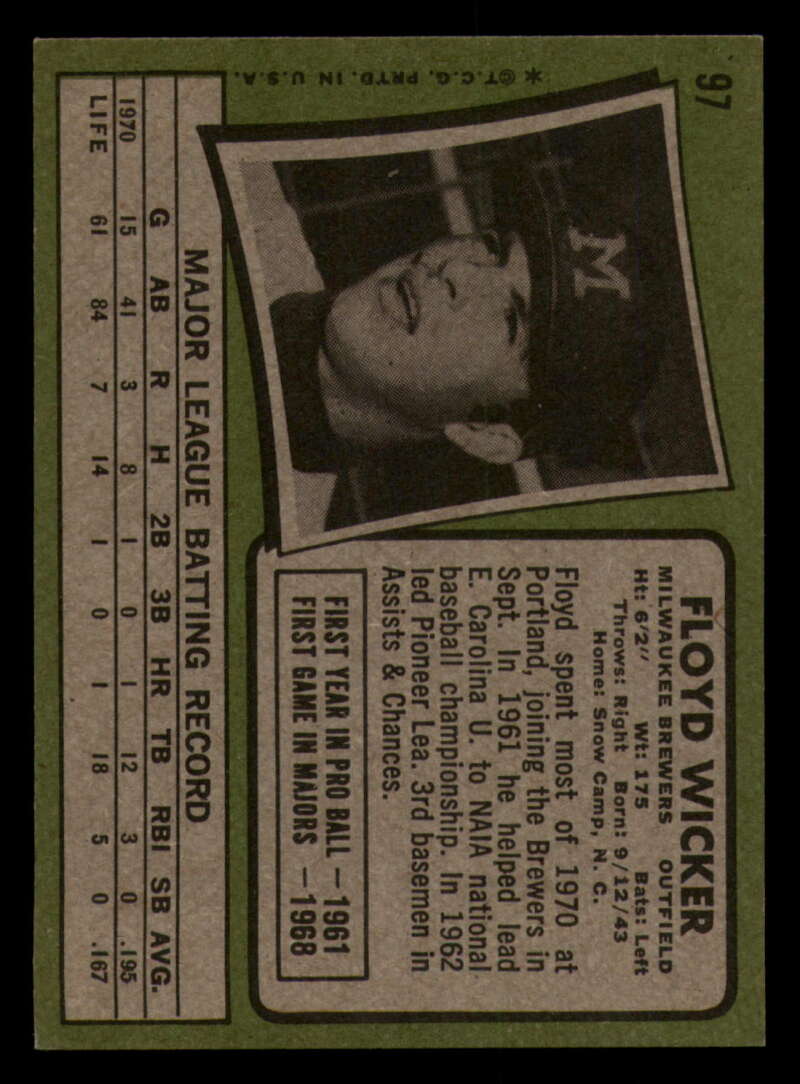 97
M
FLOYD WICKER
MILWAUKEE BREWERS OUTFIELD
Ht: 6'2" Wt: 175 Bats: Left
Throws: Right Born: 9/12/43
Home: Snow Camp, N. C.
Floyd spent most of 1970 at
Portland, joining the Brewers in
Sept. In 1961 he helped lead
E. Carolina U. to NAIA national
baseball championship. In 1962
led Pioneer Lea. 3rd basemen in
Assists & Chances.
FIRST YEAR IN PRO BALL — 1961
FIRST GAME IN MAJORS — 1968
MAJOR LEAGUE BATTING RECORD
G AB R H 2B 3B HR TB RBI SB AVG.
1970 15 41 3 8 1 0 1 12 3 0 .195
LIFE 61 84 7 14 1 0 1 18 5 0 .167
* © T.C.G. PRTD. IN U.S.A.